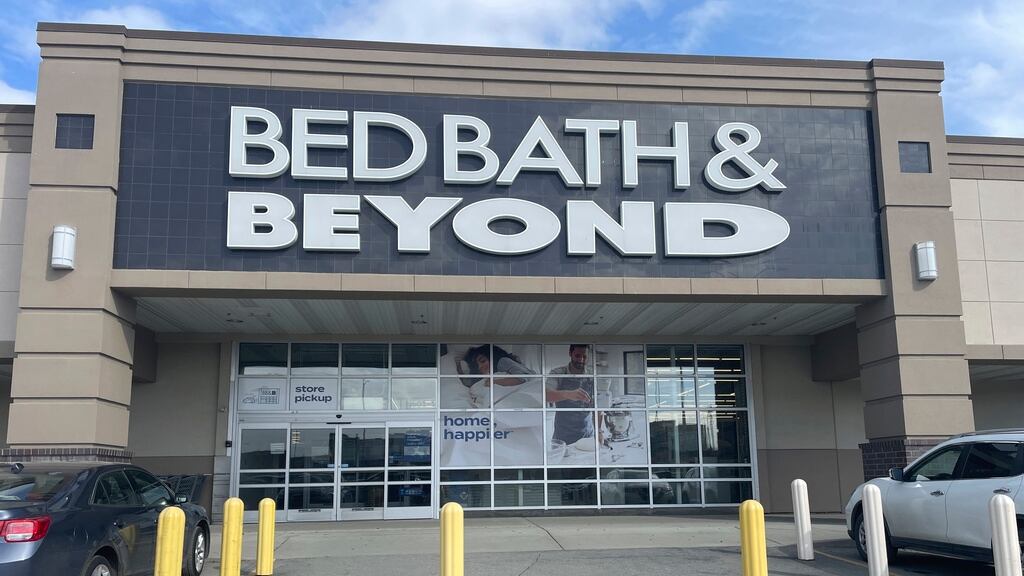 BED BATH &
BEYOND
store
pickup
home,
happier